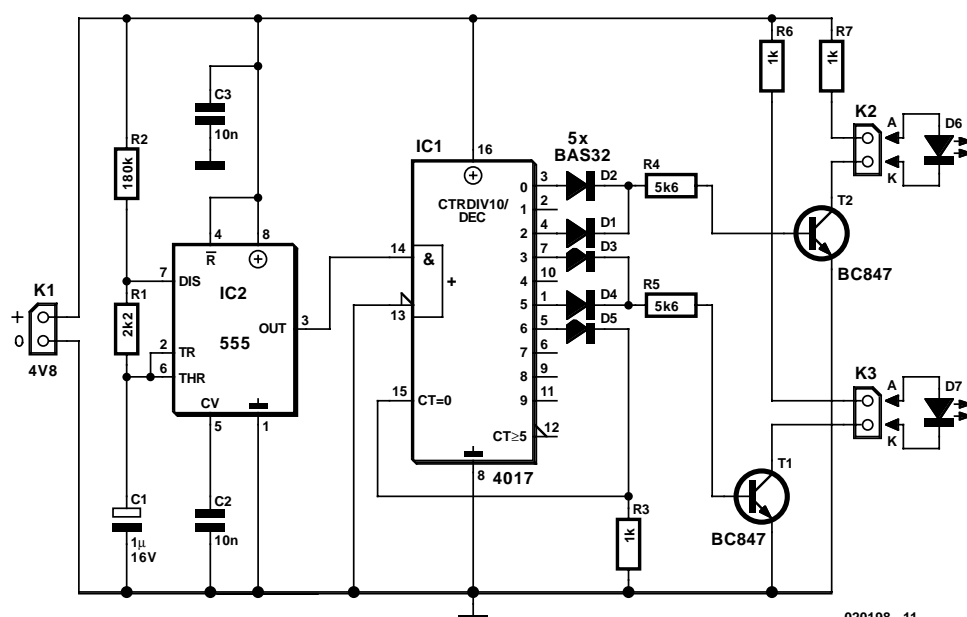 R6
R7
1k
1k
C3
10n
K2
A
D6
K
R2
180k
IC1
16
5x
BAS32
CTRDIV10/
DEC
0
3
D2
R4
5k6
1
2
2
4
D1
T2
BC847
4
8
R
IC2
555
7
DIS
R1
2k2
OUT
3
14
&
+
13
3
7
D3
4
10
5
1
D4
R5
5k6
6
5
D5
7
6
8
9
9
11
K1
+
0
4V8
2
TR
6
THR
CV
5
1
15
CT=0
CT≥5
12
8
4017
K3
A
D7
K
T1
BC847
C1
1µ
16V
C2
10n
R3
1k